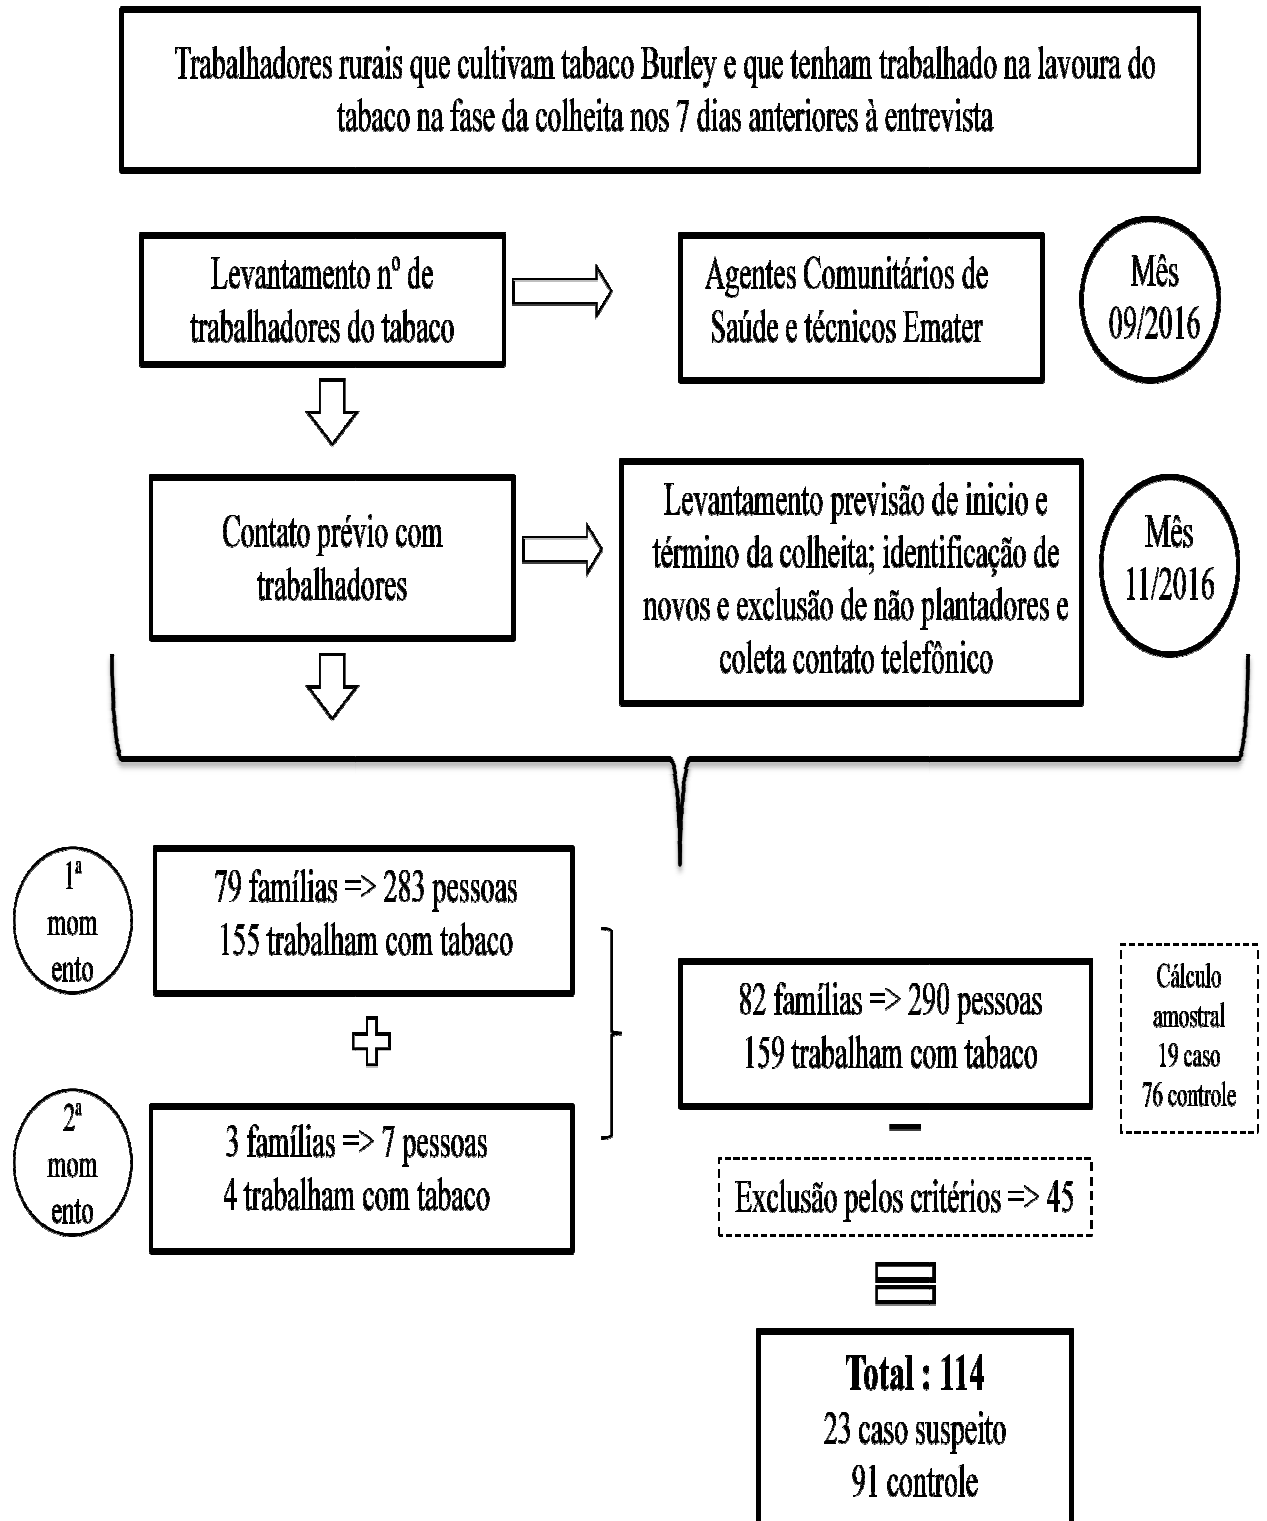 Trabalhadores rurais que cultivam tabaco Burley e que tenham trabalhado na lavoura do
tabaco na fase da colheita nos 7 dias anteriores à entrevista
Levantamento nº de
trabalhadores do tabaco
Agentes Comunitários de
Saúde e técnicos Emater
Mês
09/2016
Contato prévio com
trabalhadores
Levantamento previsão de inicio e
término da colheita; identificação de
novos e exclusão de não plantadores e
coleta contato telefônico
Mês
11/2016
1ª
mom
ento
79 famílias => 283 pessoas
155 trabalham com tabaco
2ª
mom
ento
3 famílias => 7 pessoas
4 trabalham com tabaco
82 famílias => 290 pessoas
159 trabalham com tabaco
Cálculo
amostral
19 caso
76 controle
Exclusão pelos critérios => 45
Total : 114
23 caso suspeito
91 controle